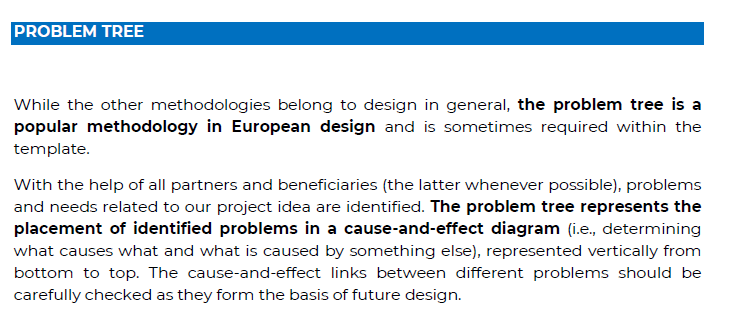 PROBLEM TREE
While the other methodologies belong to design in general, the problem tree is a
popular methodology in European design and is sometimes required within the
template.
With the help of all partners and beneficiaries (the latter whenever possible), problems
and needs related to our project idea are identified. The problem tree represents the
placement of identified problems in a cause-and-effect diagram (i.e., determining
what causes what and what is caused by something else), represented vertically from
bottom to top. The cause-and-effect links between different problems should be
carefully checked as they form the basis of future design.